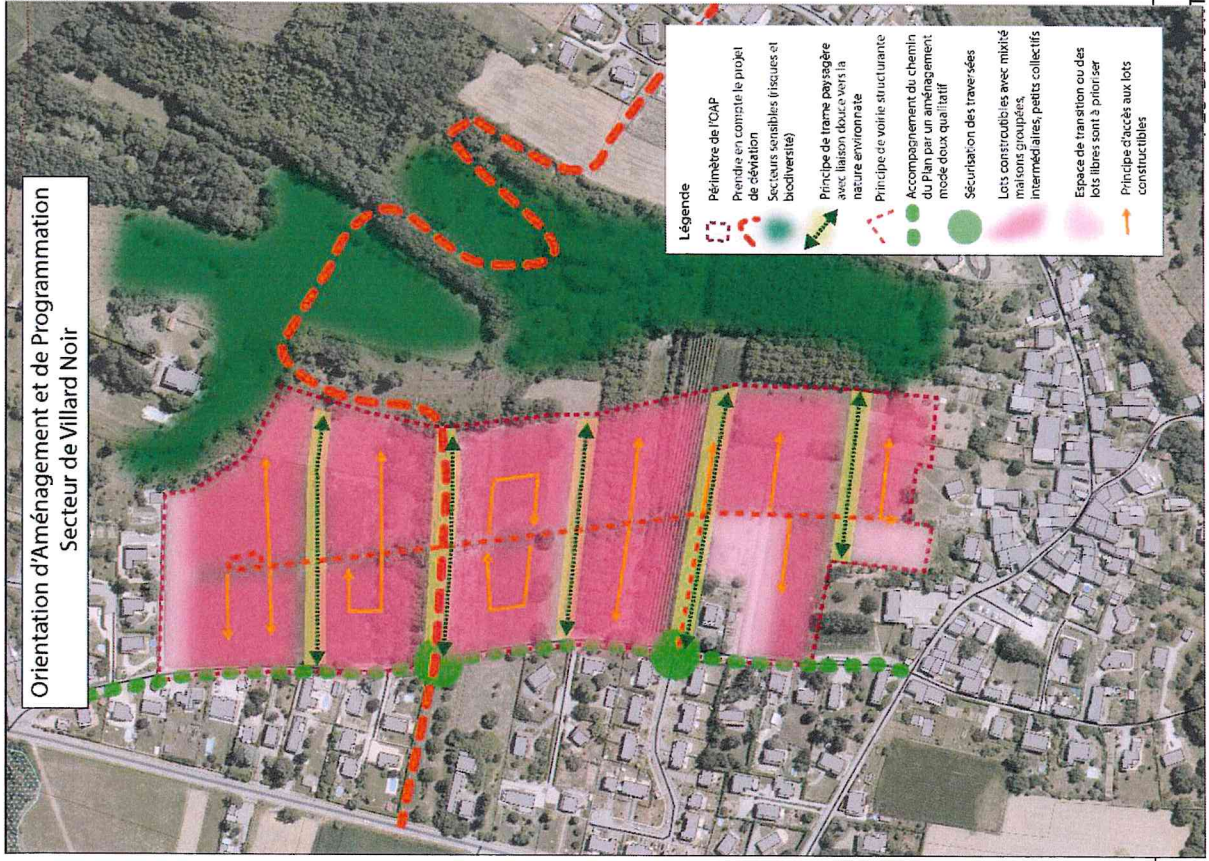 Orientation d'Aménagement et de Programmation
Secteur de Villard Noir
Légende
Périmètre de l'OAP
Prendre en compte le projet
de déviation
Secteurs sensibles (risques et
biodiversité)
Principe de trame paysagère
avec liaison douce vers la
nature environnate
Principe de voirie structurante
Accompagnement du chemin
du Plan par un aménagement
mode doux qualitatif
Sécurisation des traversées
Lots construtibles avec mixité
maisons groupées,
intermédiaires, petits collectifs
Espace de transition ou des
lots libres sont à prioriser
Principe d'accès aux lots
constructibles